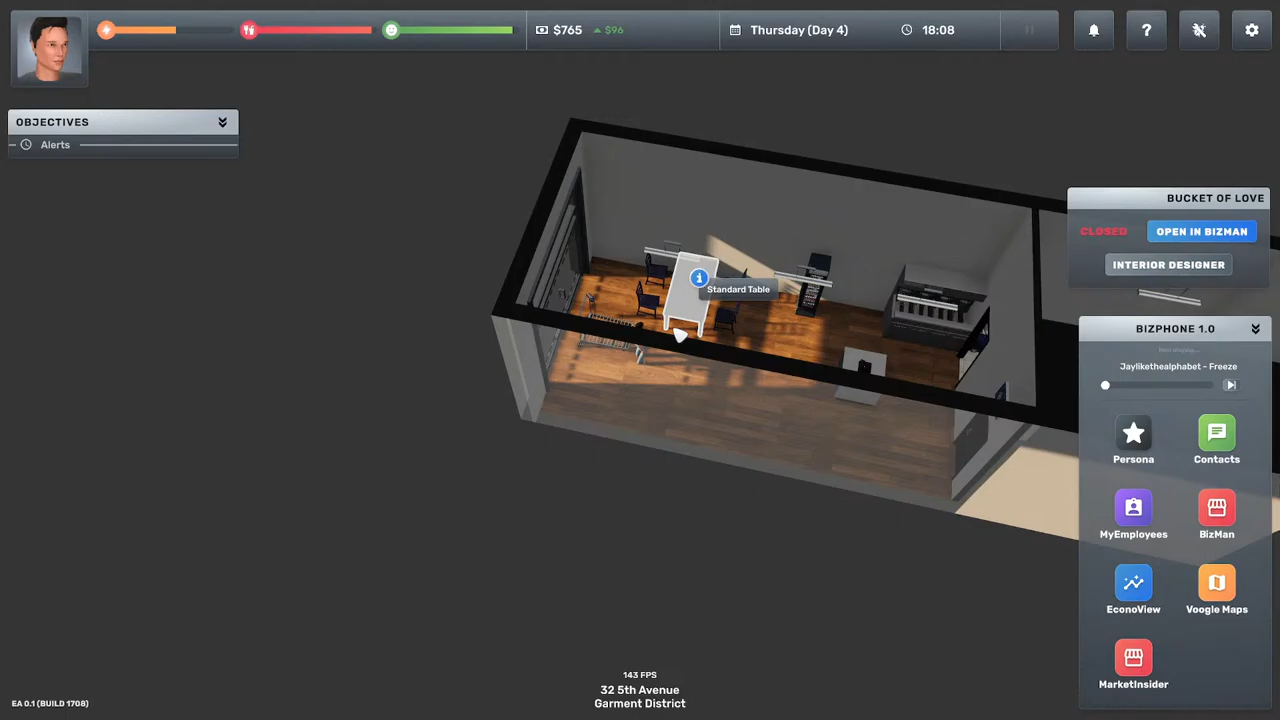 $765
$96
Thursday (Day 4)
18:08
?
OBJECTIVES
Alerts
BUCKET OF LOVE
CLOSED
OPEN IN BIZMAN
INTERIOR DESIGNER
Standard Table
BIZPHONE 1.0
Jaylikethealphabet - Freeze
Persona
Contacts
MyEmployees
BizMan
EconoView
Voogle Maps
MarketInsider
143 FPS
32 5th Avenue
Garment District
EA 0.1 (BUILD 1708)